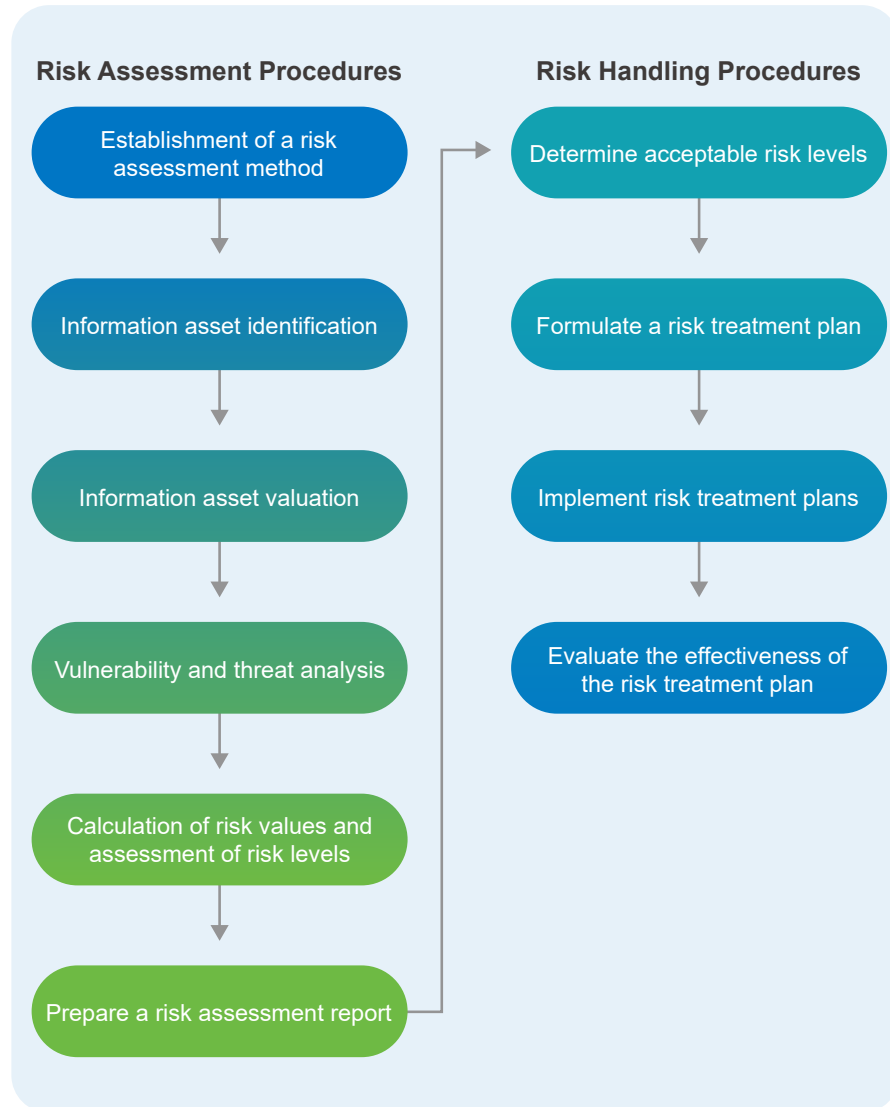 Risk Assessment Procedures
Establishment of a risk
assessment method
Information asset identification
Information asset valuation
Vulnerability and threat analysis
Calculation of risk values and
assessment of risk levels
Prepare a risk assessment report
Risk Handling Procedures
Determine acceptable risk levels
Formulate a risk treatment plan
Implement risk treatment plans
Evaluate the effectiveness of
the risk treatment plan